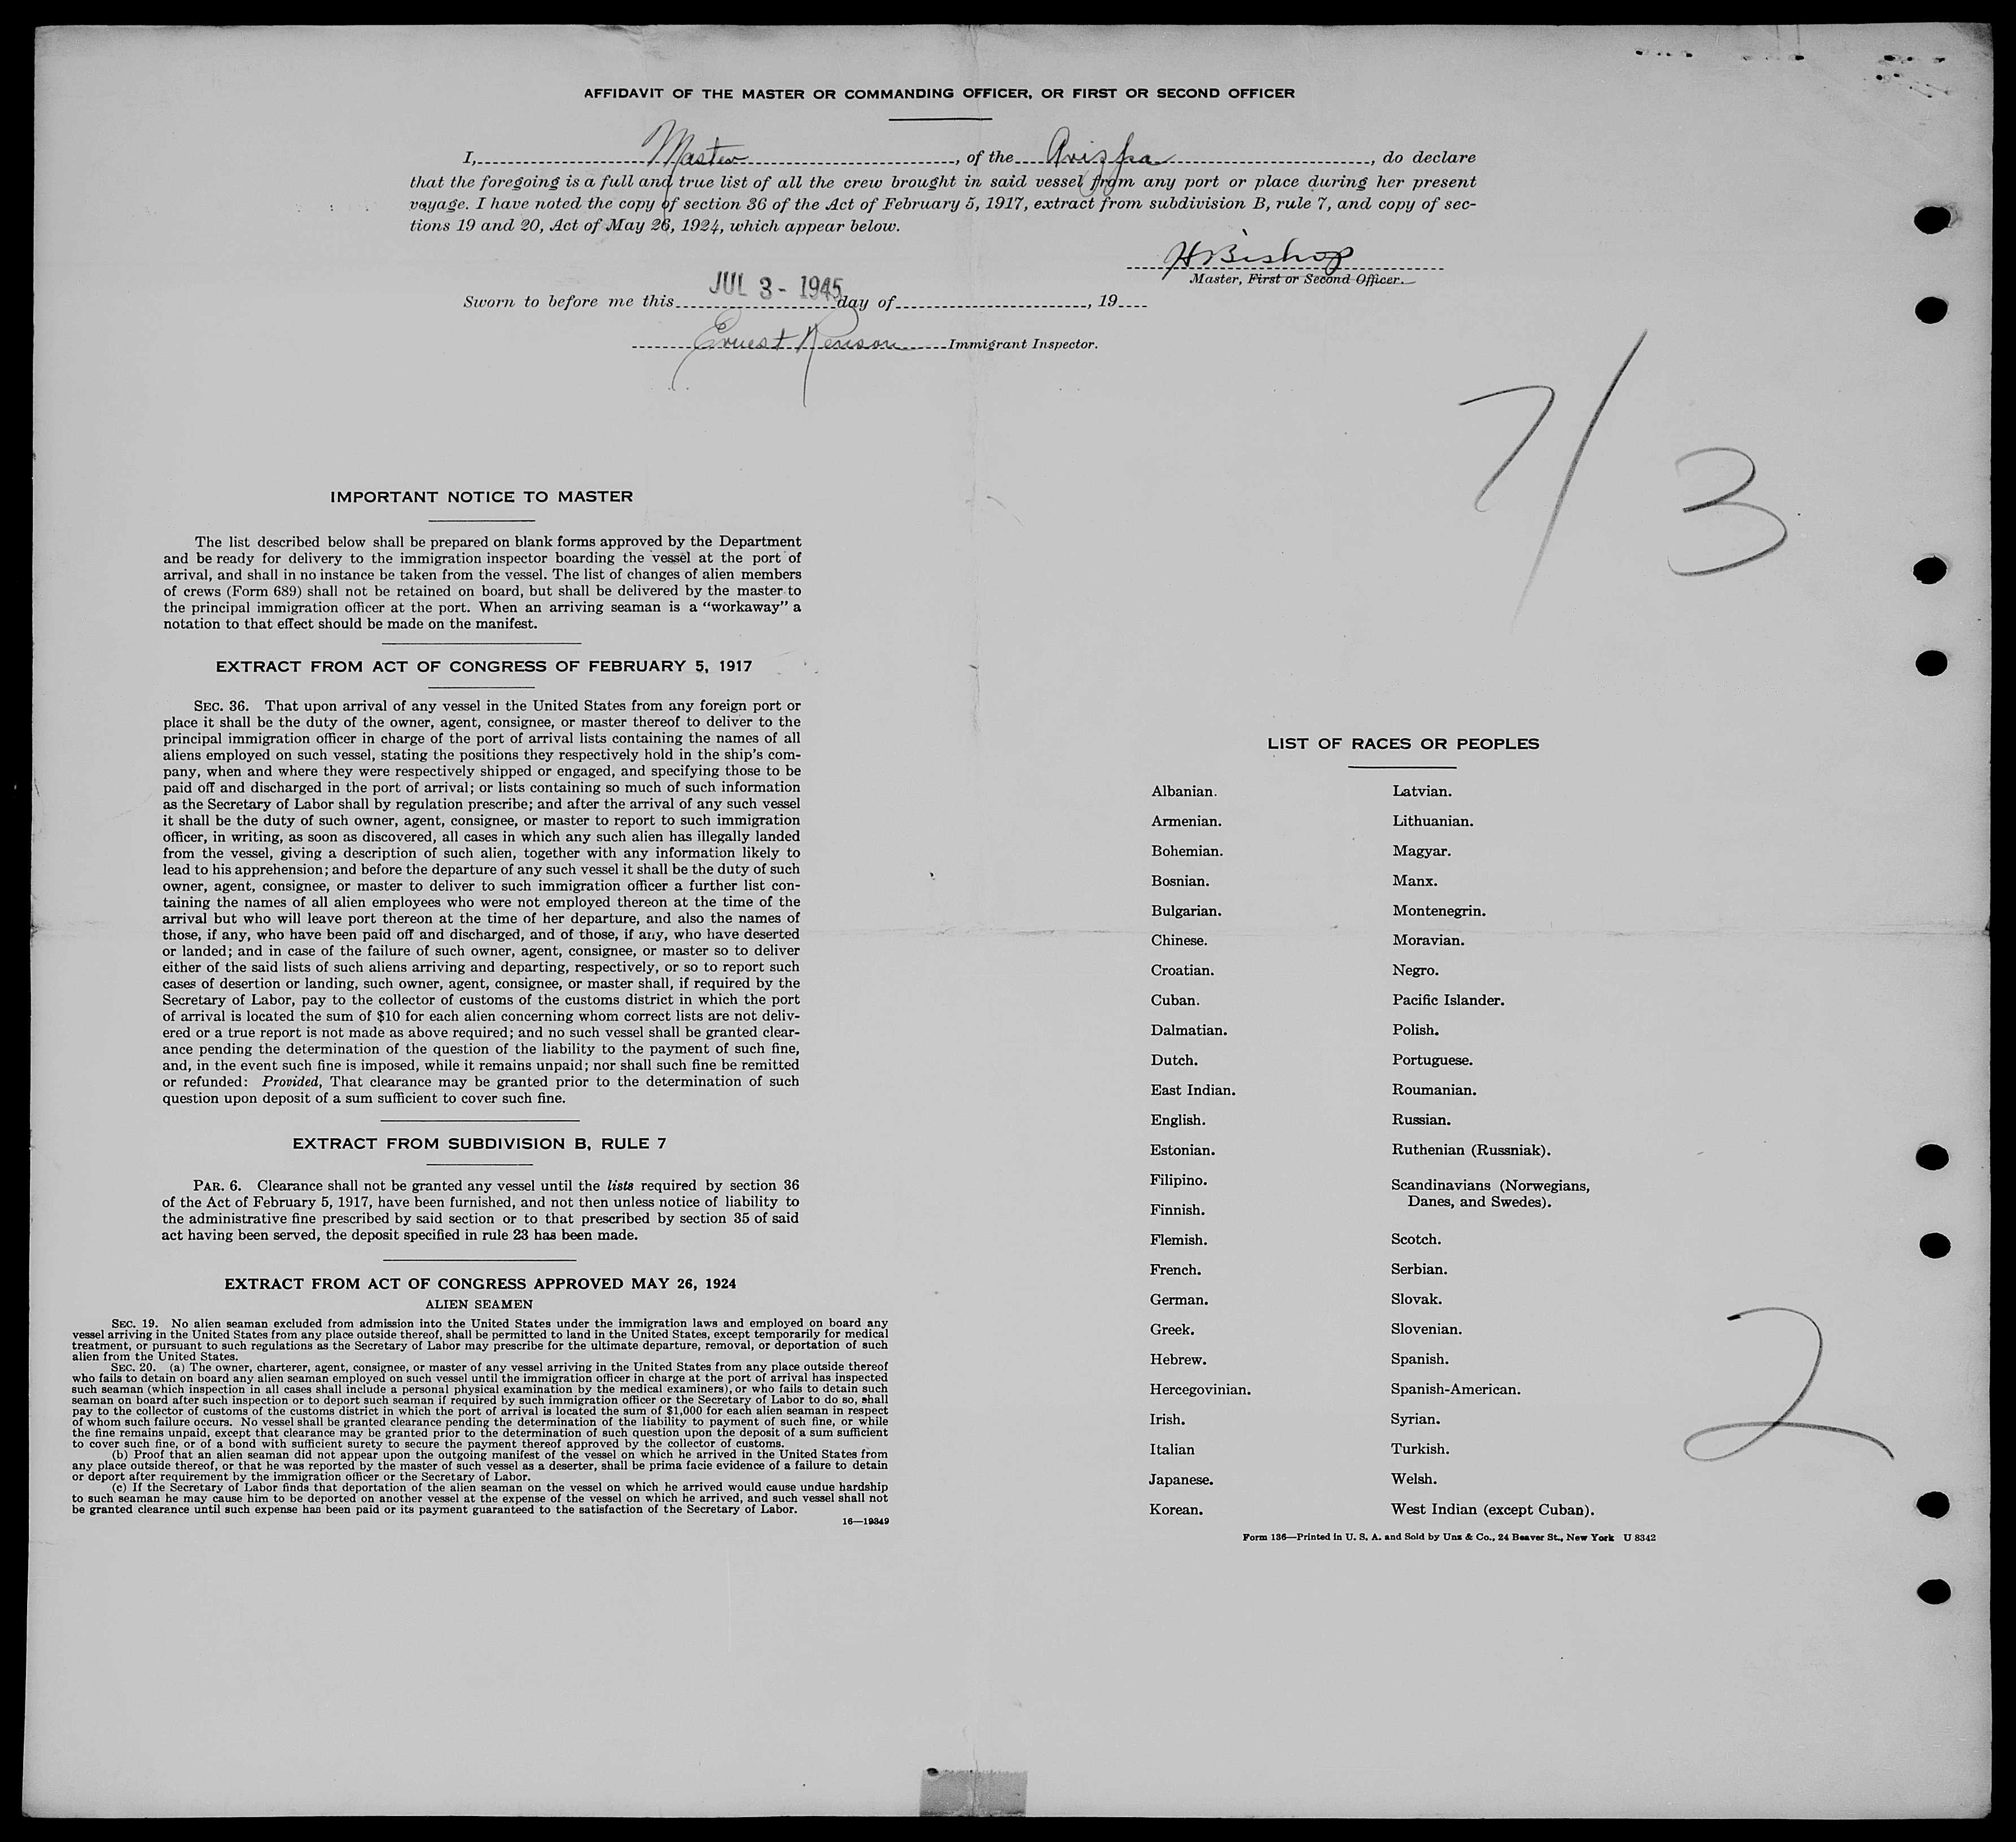 AFFIDAVIT OF THE MASTER OR COMMANDING OFFICER, OR FIRST OR SECOND OFFICER
I, Master, of the Avispa, do declare
that the foregoing is a full and true list of all the crew brought in said vessel from any port or place during her present
voyage. I have noted the copy of section 36 of the Act of February 5, 1917, extract from subdivision B, rule 7, and copy of sec-
tions 19 and 20, Act of May 26, 1924, which appear below.
H Bishop
Master, First or Second Officer.
JUL 3 - 1945
Sworn to before me this day of , 19
Ernest Immigrant Inspector.
7/3
IMPORTANT NOTICE TO MASTER
The list described below shall be prepared on blank forms approved by the Department
and be ready for delivery to the immigration inspector boarding the vessel at the port of
arrival, and shall in no instance be taken from the vessel. The list of changes of alien members
of crews (Form 689) shall not be retained on board, but shall be delivered by the master to
the principal immigration officer at the port. When an arriving seaman is a “workaway” a
notation to that effect should be made on the manifest.
EXTRACT FROM ACT OF CONGRESS OF FEBRUARY 5, 1917
SEC. 36. That upon arrival of any vessel in the United States from any foreign port or
place it shall be the duty of the owner, agent, consignee, or master thereof to deliver to the
principal immigration officer in charge of the port of arrival lists containing the names of all
aliens employed on such vessel, stating the positions they respectively hold in the ship’s com-
pany, when and where they were respectively shipped or engaged, and specifying those to be
paid off and discharged in the port of arrival; or lists containing so much of such information
as the Secretary of Labor shall by regulation prescribe; and after the arrival of any such vessel
it shall be the duty of such owner, agent, consignee, or master to report to such immigration
officer, in writing, as soon as discovered, all cases in which any such alien has illegally landed
from the vessel, giving a description of such alien, together with any information likely to
lead to his apprehension; and before the departure of any such vessel it shall be the duty of such
owner, agent, consignee, or master to deliver to such immigration officer a further list con-
taining the names of all alien employees who were not employed thereon at the time of the
arrival but who will leave port thereon at the time of her departure, and also the names of
those, if any, who have been paid off and discharged, and of those, if any, who have deserted
or landed; and in case of the failure of such owner, agent, consignee, or master so to deliver
either of the said lists of such aliens arriving and departing, respectively, or so to report such
cases of desertion or landing, such owner, agent, consignee, or master shall, if required by the
Secretary of Labor, pay to the collector of customs of the customs district in which the port
of arrival is located the sum of $10 for each alien concerning whom correct lists are not deliv-
ered or a true report is not made as above required; and no such vessel shall be granted clear-
ance pending the determination of the question of the liability to the payment of such fine,
and, in the event such fine is imposed, while it remains unpaid; nor shall such fine be remitted
or refunded: Provided, That clearance may be granted prior to the determination of such
question upon deposit of a sum sufficient to cover such fine.
EXTRACT FROM SUBDIVISION B, RULE 7
PAR. 6. Clearance shall not be granted any vessel until the lists required by section 36
of the Act of February 5, 1917, have been furnished, and not then unless notice of liability to
the administrative fine prescribed by said section or to that prescribed by section 35 of said
act having been served, the deposit specified in rule 23 has been made.
EXTRACT FROM ACT OF CONGRESS APPROVED MAY 26, 1924
ALIEN SEAMEN
SEC. 19. No alien seaman excluded from admission into the United States under the immigration laws and employed on board any
vessel arriving in the United States from any place outside thereof, shall be permitted to land in the United States, except temporarily for medical
treatment, or pursuant to such regulations as the Secretary of Labor may prescribe for the ultimate departure, removal, or deportation of such
alien from the United States.
SEC. 20. (a) The owner, charterer, agent, consignee, or master of any vessel arriving in the United States from any place outside thereof
who fails to detain on board any alien seaman employed on such vessel until the immigration officer in charge at the port of arrival has inspected
such seaman (which inspection in all cases shall include a personal physical examination by the medical examiners), or who fails to detain such
seaman on board after such inspection or to deport such seaman if required by such immigration officer or the Secretary of Labor to do so, shall
pay to the collector of customs of the customs district in which the port of arrival is located the sum of $1,000 for each alien seaman in respect
of whom such failure occurs. No vessel shall be granted clearance pending the determination of the liability to payment of such fine, or while
the fine remains unpaid, except that clearance may be granted prior to the determination of such question upon the deposit of a sum sufficient
to cover such fine, or of a bond with sufficient surety to secure the payment thereof approved by the collector of customs.
(b) Proof that an alien seaman did not appear upon the outgoing manifest of the vessel on which he arrived in the United States from
any place outside thereof, or that he was reported by the master of such vessel as a deserter, shall be prima facie evidence of a failure to detain
or deport after requirement by the immigration officer or the Secretary of Labor.
(c) If the Secretary of Labor finds that deportation of the alien seaman on the vessel on which he arrived would cause undue hardship
to such seaman he may cause him to be deported on another vessel at the expense of the vessel on which he arrived, and such vessel shall not
be granted clearance until such expense has been paid or its payment guaranteed to the satisfaction of the Secretary of Labor.
16—19349
LIST OF RACES OR PEOPLES
Albanian.
Armenian.
Bohemian.
Bosnian.
Bulgarian.
Chinese.
Croatian.
Cuban.
Dalmatian.
Dutch.
East Indian.
English.
Estonian.
Filipino.
Finnish.
Flemish.
French.
German.
Greek.
Hebrew.
Hercegovinian.
Irish.
Italian
Japanese.
Korean.
Latvian.
Lithuanian.
Magyar.
Manx.
Montenegrin.
Moravian.
Negro.
Pacific Islander.
Polish.
Portuguese.
Roumanian.
Russian.
Ruthenian (Russniak).
Scandinavians (Norwegians,
Danes, and Swedes).
Scotch.
Serbian.
Slovak.
Slovenian.
Spanish.
Spanish-American.
Syrian.
Turkish.
Welsh.
West Indian (except Cuban).
2
Form 136—Printed in U. S. A. and Sold by Unz & Co., 24 Beaver St., New York U 8342